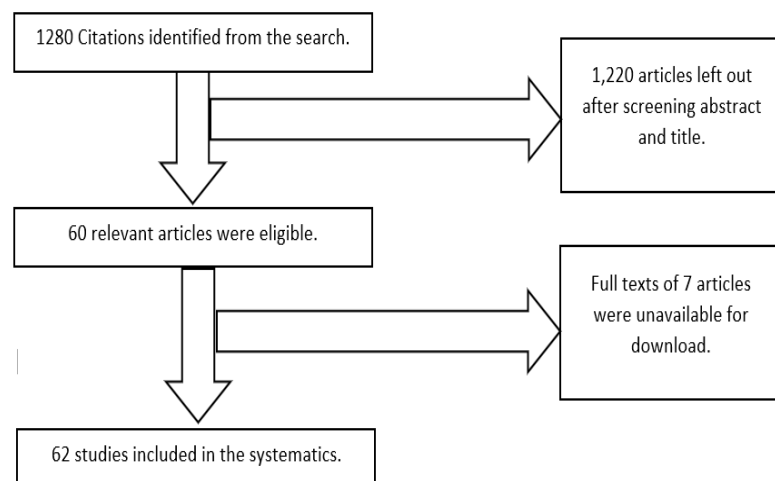 1280 Citations identified from the search.
1,220 articles left out
after screening abstract
and title.
60 relevant articles were eligible.
Full texts of 7 articles
were unavailable for
download.
62 studies included in the systematics.